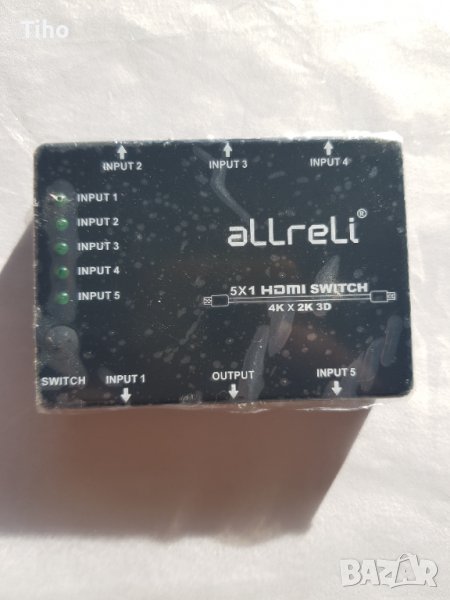 Tiho
INPUT 2 INPUT 3 INPUT 4
INPUT 1
INPUT 2
INPUT 3
INPUT 4
INPUT 5
aLLreLi®
5X1 HDMI SWITCH
4K X 2K 3D
SWITCH INPUT 1 OUTPUT INPUT 5
BAZAR